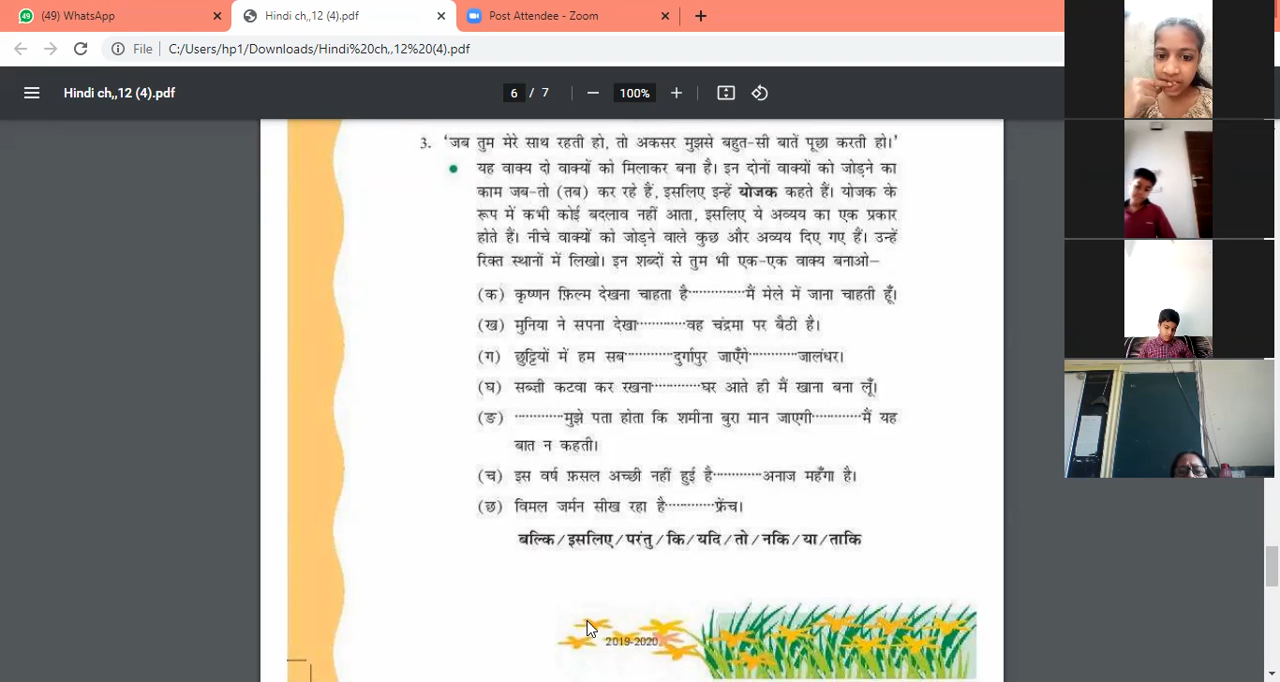 (49) WhatsApp
Hindi ch,,12 (4).pdf
Post Attendee - Zoom
File
C:/Users/hp1/Downloads/Hindi%20ch,,12%20(4).pdf
Hindi ch,,12 (4).pdf
6 / 7
100%
3. ‘जब तुम मेरे साथ रहती हो, तो अकसर मुझसे बहुत-सी बातें पूछा करती हो।’
● यह वाक्य दो वाक्यों को मिलाकर बना है। इन दोनों वाक्यों को जोड़ने का
काम जब-तो (तब) कर रहे हैं, इसलिए इन्हें योजक कहते हैं। योजक के
रूप में कभी कोई बदलाव नहीं आता, इसलिए ये अव्यय का एक प्रकार
होते हैं। नीचे वाक्यों को जोड़ने वाले कुछ और अव्यय दिए गए हैं। उन्हें
रिक्त स्थानों में लिखो। इन शब्दों से तुम भी एक-एक वाक्य बनाओ–
(क) कृष्णन फ़िल्म देखना चाहता है..............मैं मेले में जाना चाहती हूँ।
(ख) मुनिया ने सपना देखा............वह चंद्रमा पर बैठी है।
(ग) छुट्टियों में हम सब............दुर्गापुर जाएँगे............जालंधर।
(घ) सब्ज़ी कटवा कर रखना............घर आते ही मैं खाना बना लूँ।
(ङ) ............मुझे पता होता कि शमीना बुरा मान जाएगी............मैं यह
बात न कहती।
(च) इस वर्ष फ़सल अच्छी नहीं हुई है............अनाज महँगा है।
(छ) विमल जर्मन सीख रहा है............फ्रेंच।
बल्कि/इसलिए/परंतु/कि/यदि/तो/नकि/या/ताकि
2019-2020